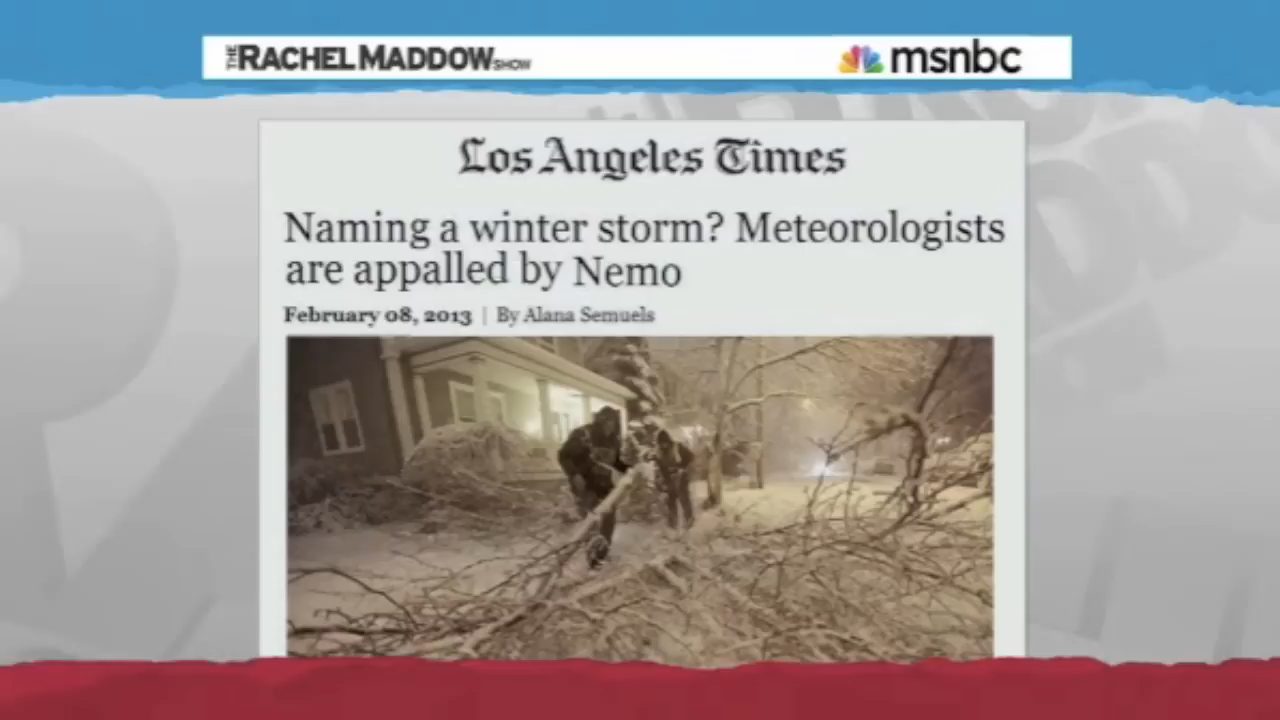 THE RACHEL MADDOW SHOW
msnbc
Los Angeles Times
Naming a winter storm? Meteorologists
are appalled by Nemo
February 08, 2013 | By Alana Semuels